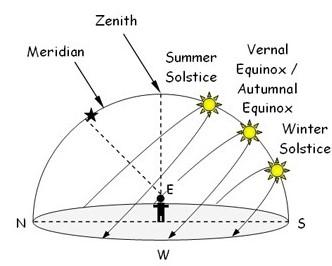 Zenith
Meridian
Summer
Solstice
Vernal
Equinox /
Autumnal
Equinox
Winter
Solstice
E
N
S
W